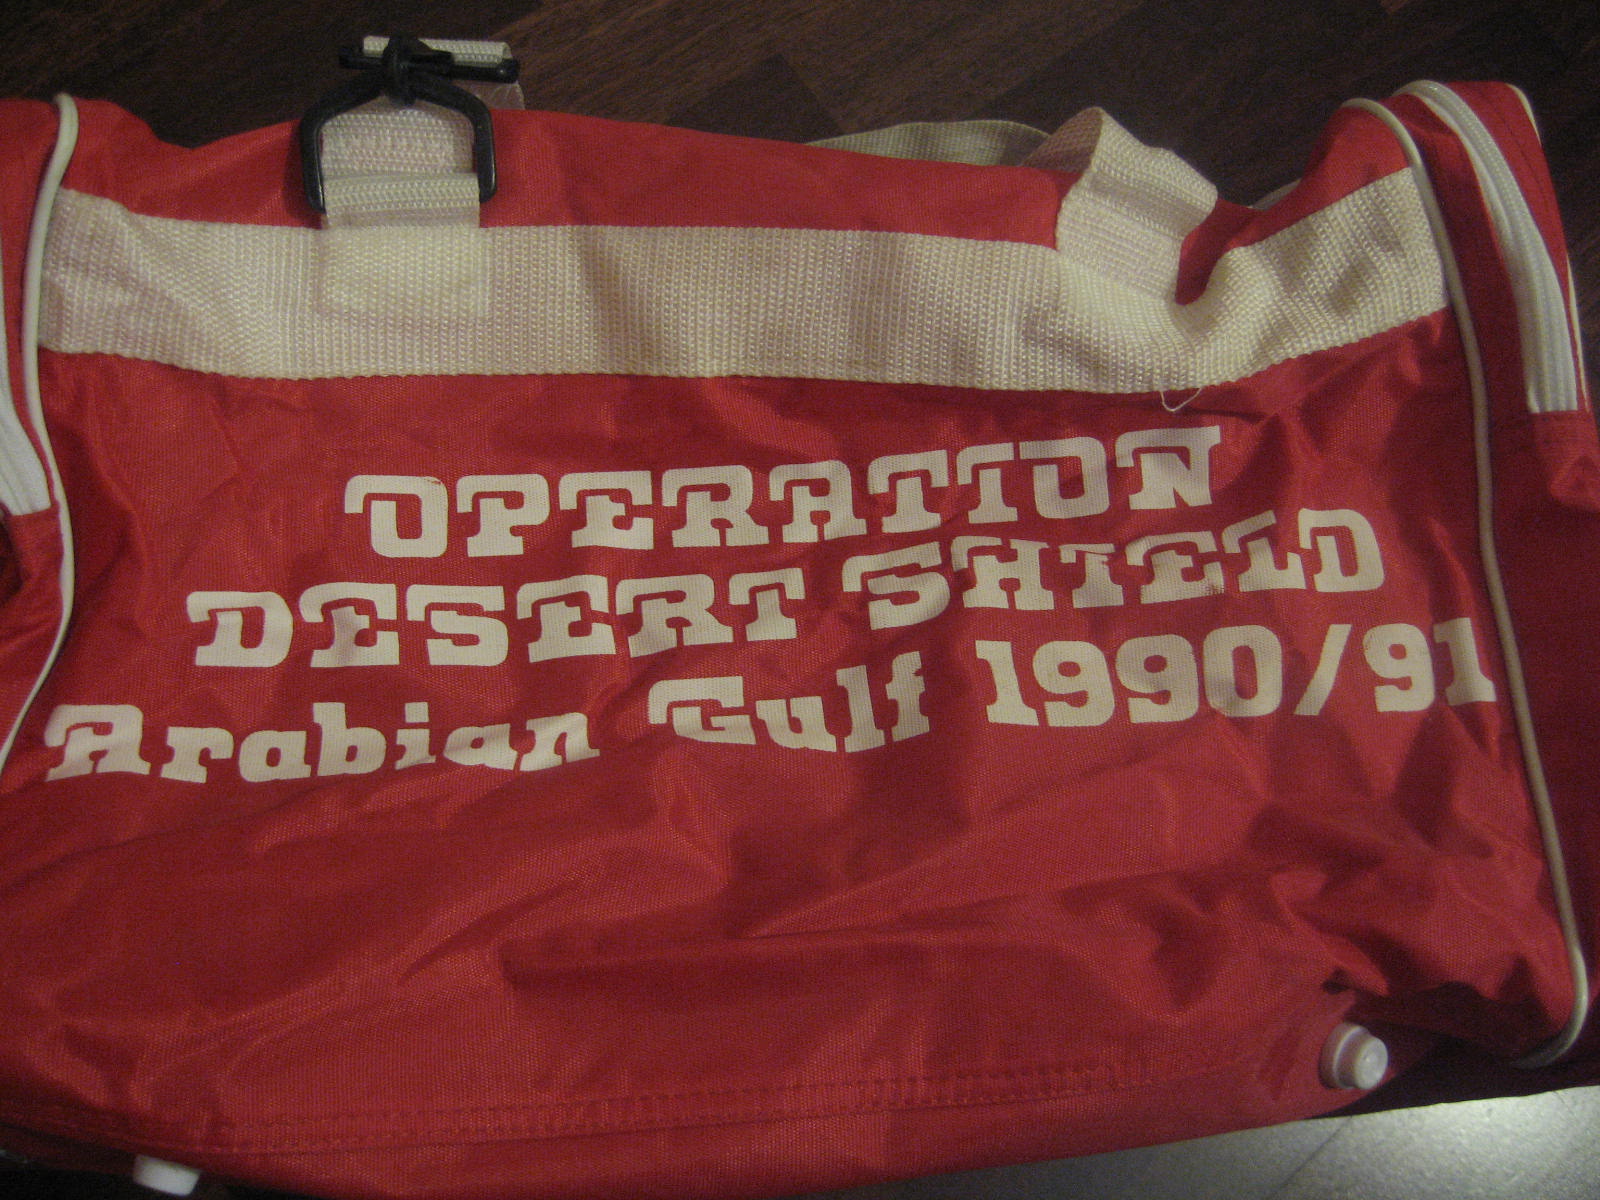 OPERATION
DESERT SHIELD
Arabian Gulf 1990/91